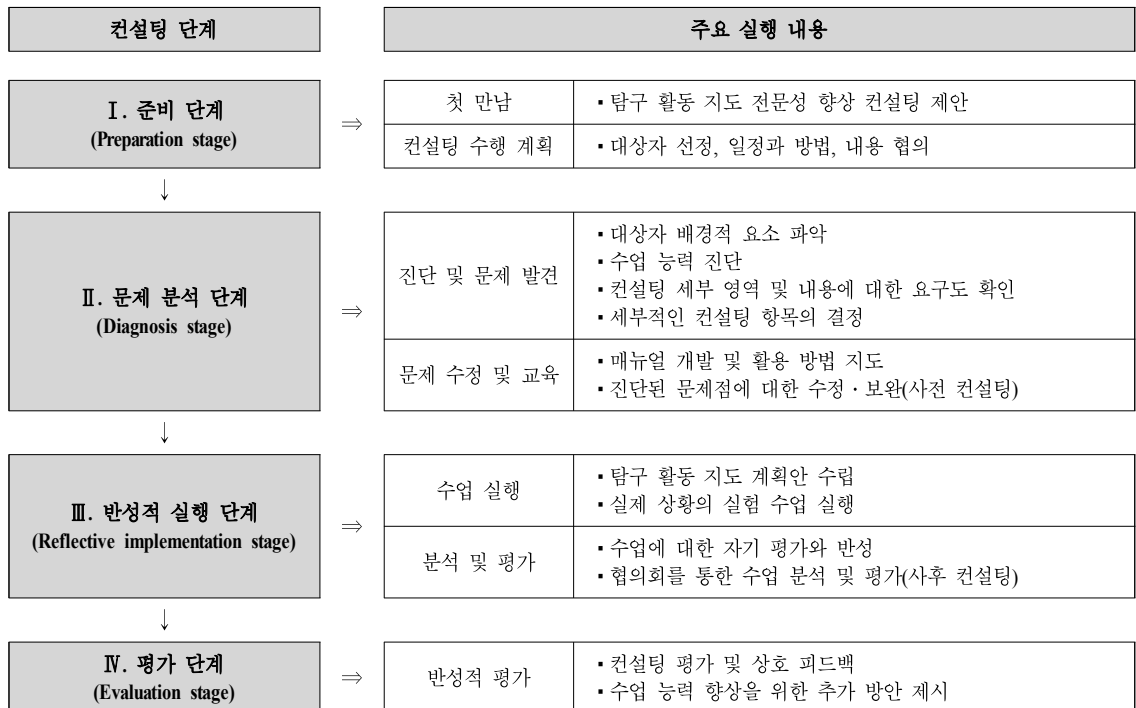 컨설팅 단계
주요 실행 내용
Ⅰ. 준비 단계
(Preparation stage)
⇒
첫 만남
▪탐구 활동 지도 전문성 향상 컨설팅 제안
컨설팅 수행 계획
▪대상자 선정, 일정과 방법, 내용 협의
↓
Ⅱ. 문제 분석 단계
(Diagnosis stage)
⇒
진단 및 문제 발견
▪대상자 배경적 요소 파악
▪수업 능력 진단
▪컨설팅 세부 영역 및 내용에 대한 요구도 확인
▪세부적인 컨설팅 항목의 결정
문제 수정 및 교육
▪매뉴얼 개발 및 활용 방법 지도
▪진단된 문제점에 대한 수정·보완(사전 컨설팅)
↓
Ⅲ. 반성적 실행 단계
(Reflective implementation stage)
⇒
수업 실행
▪탐구 활동 지도 계획안 수립
▪실제 상황의 실험 수업 실행
분석 및 평가
▪수업에 대한 자기 평가와 반성
▪협의회를 통한 수업 분석 및 평가(사후 컨설팅)
↓
Ⅳ. 평가 단계
(Evaluation stage)
⇒
반성적 평가
▪컨설팅 평가 및 상호 피드백
▪수업 능력 향상을 위한 추가 방안 제시